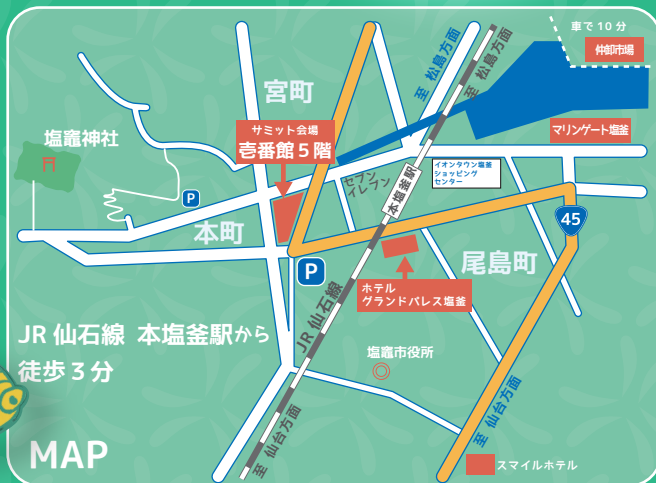 車で10分
仲卸市場
至 松島方面
至 松島方面
宮町
サミット会場
壱番館5階
マリンゲート塩釜
塩竈神社
セブン
イレブン
イオンタウン塩釜
ショッピング
センター
本塩釜駅
P
本町
45
P
尾島町
ホテル
グランドパレス塩釜
JR 仙石線
JR 仙石線 本塩釜駅から
徒歩3分
塩竈市役所
至 仙台方面
至 仙台方面
MAP
スマイルホテル